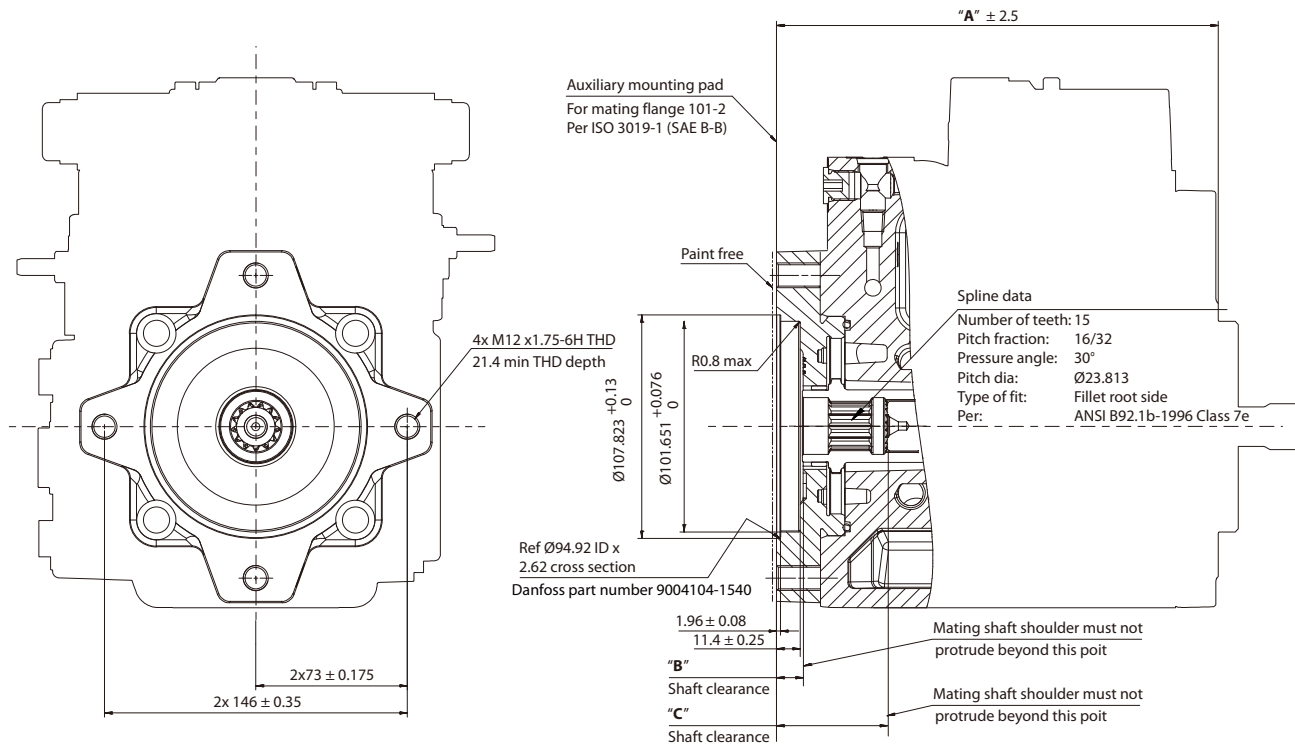 "A" ± 2.5
Auxiliary mounting pad
For mating flange 101-2
Per ISO 3019-1 (SAE B-B)
Paint free
Spline data
Number of teeth: 15
Pitch fraction: 16/32
Pressure angle: 30°
Pitch dia: Ø23.813
Type of fit: Fillet root side
Per: ANSI B92.1b-1996 Class 7e
4x M12 x1.75-6H THD
21.4 min THD depth
R0.8 max
Ø107.823 +0.13 0
Ø101.651 +0.076 0
Ref Ø94.92 ID x
2.62 cross section
Danfoss part number 9004104-1540
1.96 ± 0.08
11.4 ± 0.25
"B"
Shaft clearance
"C"
Shaft clearance
Mating shaft shoulder must not
protrude beyond this poit
Mating shaft shoulder must not
protrude beyond this poit
2x73 ± 0.175
2x 146 ± 0.35